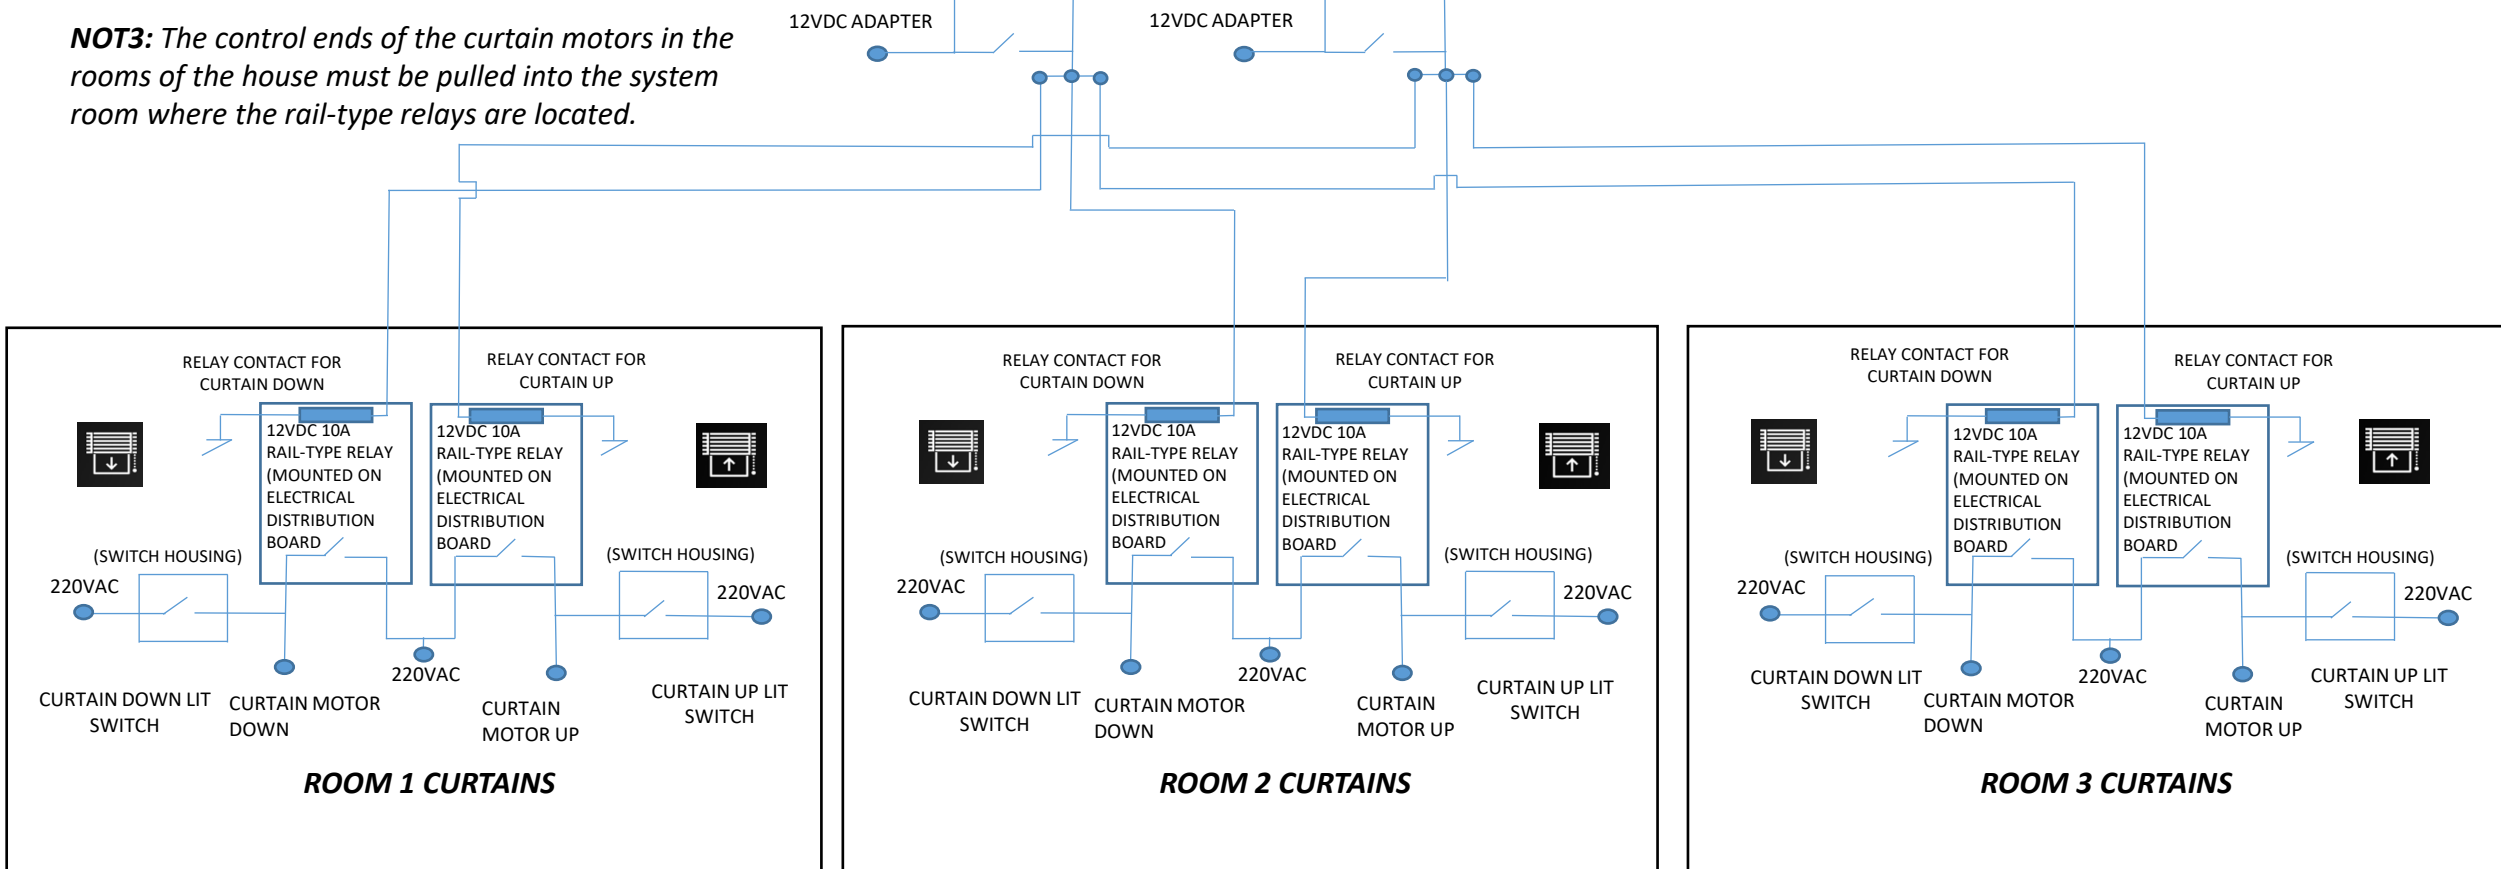 12VDC ADAPTER
12VDC ADAPTER
NOT3: The control ends of the curtain motors in the
rooms of the house must be pulled into the system
room where the rail-type relays are located.
RELAY CONTACT FOR
CURTAIN DOWN
RELAY CONTACT FOR
CURTAIN UP
12VDC 10A
RAIL-TYPE RELAY
(MOUNTED ON
ELECTRICAL
DISTRIBUTION
BOARD
12VDC 10A
RAIL-TYPE RELAY
(MOUNTED ON
ELECTRICAL
DISTRIBUTION
BOARD
(SWITCH HOUSING)
(SWITCH HOUSING)
220VAC
220VAC
220VAC
CURTAIN DOWN LIT
SWITCH
CURTAIN MOTOR
DOWN
CURTAIN
MOTOR UP
CURTAIN UP LIT
SWITCH
ROOM 1 CURTAINS
RELAY CONTACT FOR
CURTAIN DOWN
RELAY CONTACT FOR
CURTAIN UP
12VDC 10A
RAIL-TYPE RELAY
(MOUNTED ON
ELECTRICAL
DISTRIBUTION
BOARD
12VDC 10A
RAIL-TYPE RELAY
(MOUNTED ON
ELECTRICAL
DISTRIBUTION
BOARD
(SWITCH HOUSING)
(SWITCH HOUSING)
220VAC
220VAC
220VAC
CURTAIN DOWN LIT
SWITCH
CURTAIN MOTOR
DOWN
CURTAIN
MOTOR UP
CURTAIN UP LIT
SWITCH
ROOM 2 CURTAINS
RELAY CONTACT FOR
CURTAIN DOWN
RELAY CONTACT FOR
CURTAIN UP
12VDC 10A
RAIL-TYPE RELAY
(MOUNTED ON
ELECTRICAL
DISTRIBUTION
BOARD
12VDC 10A
RAIL-TYPE RELAY
(MOUNTED ON
ELECTRICAL
DISTRIBUTION
BOARD
(SWITCH HOUSING)
(SWITCH HOUSING)
220VAC
220VAC
220VAC
CURTAIN DOWN LIT
SWITCH
CURTAIN MOTOR
DOWN
CURTAIN
MOTOR UP
CURTAIN UP LIT
SWITCH
ROOM 3 CURTAINS